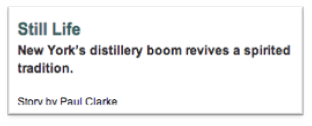 Still Life
New York's distillery boom revives a spirited
tradition.
Story by Paul Clarke